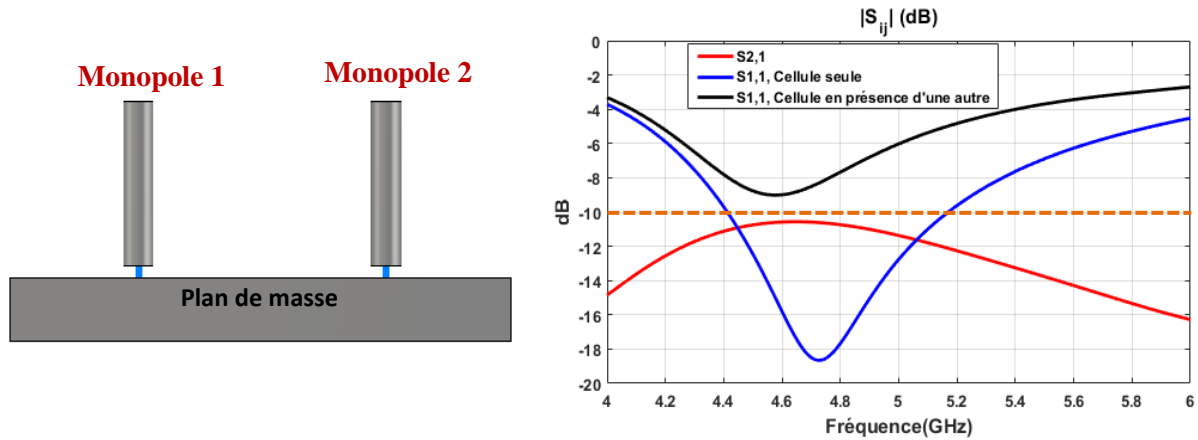 Monopole 1
Monopole 2
Plan de masse
|S_ij| (dB)
S2,1
S1,1, Cellule seule
S1,1, Cellule en présence d'une autre
dB
0
-2
-4
-6
-8
-10
-12
-14
-16
-18
-20
4
4.2
4.4
4.6
4.8
5
5.2
5.4
5.6
5.8
6
Fréquence(GHz)